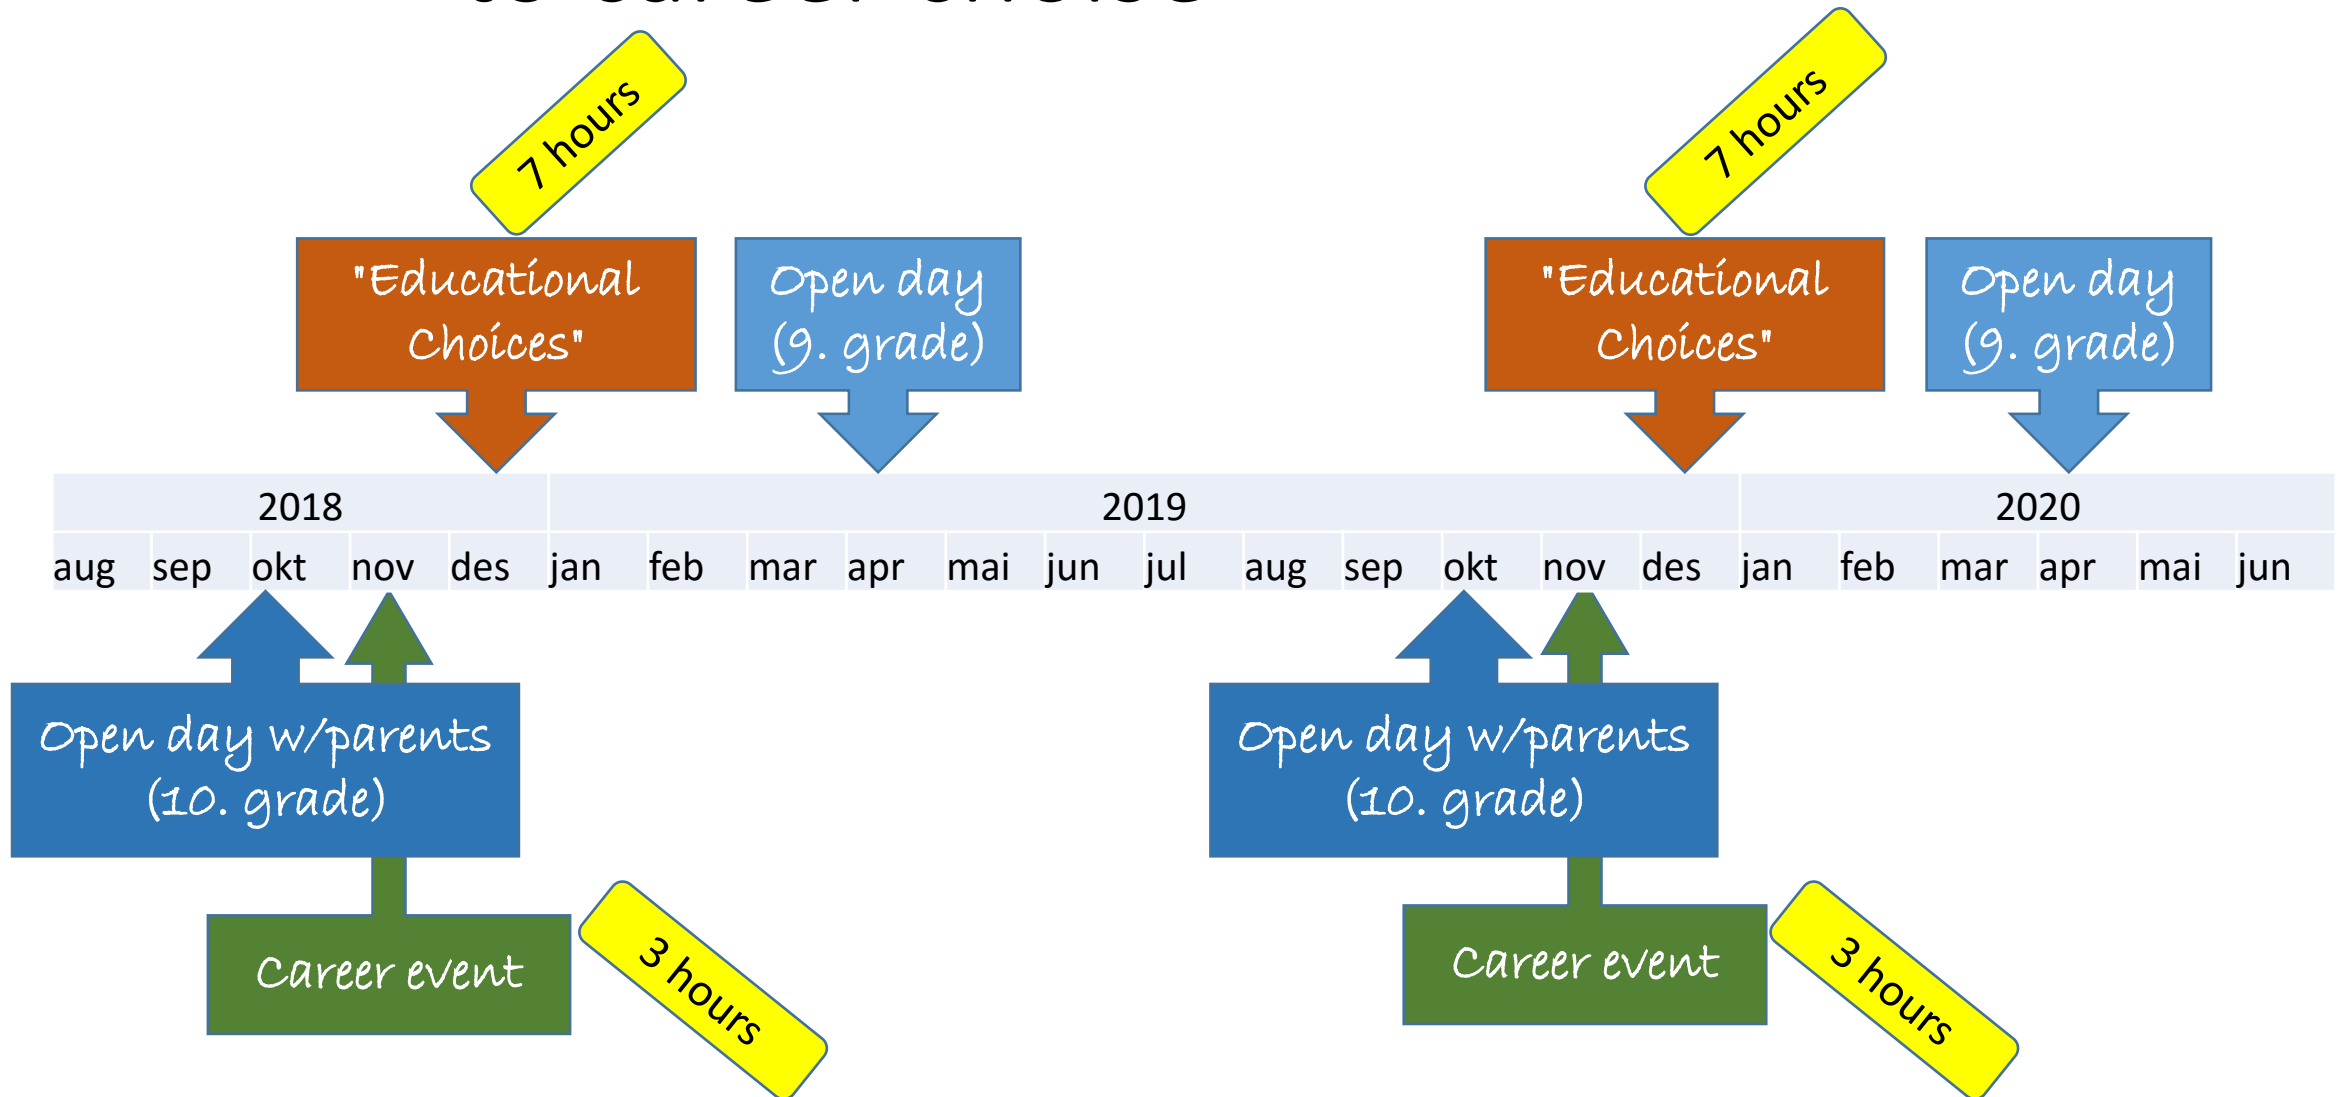 to career choice
7 hours
7 hours
"Educational
Choices"
Open day
(9. grade)
"Educational
Choices"
Open day
(9. grade)
2018 2019 2020
aug sep okt nov des jan feb mar apr mai jun jul aug sep okt nov des jan feb mar apr mai jun
Open day w/parents
(10. grade)
Open day w/parents
(10. grade)
Career event
3 hours
Career event
3 hours